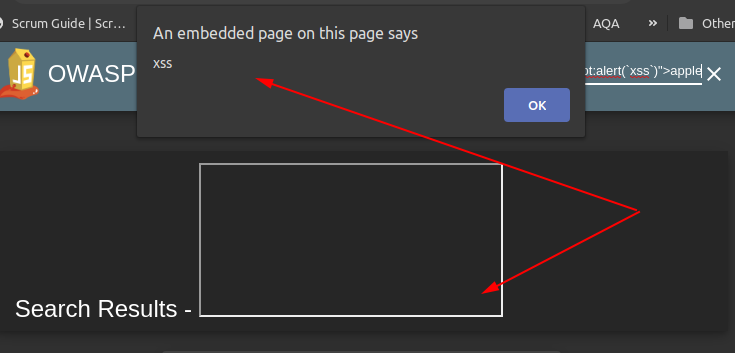 Scrum Guide | Scr…
AQA
»
Other
An embedded page on this page says
xss
OK
JS
OWASP
ot:alert(`xss`)">apple
Search Results -